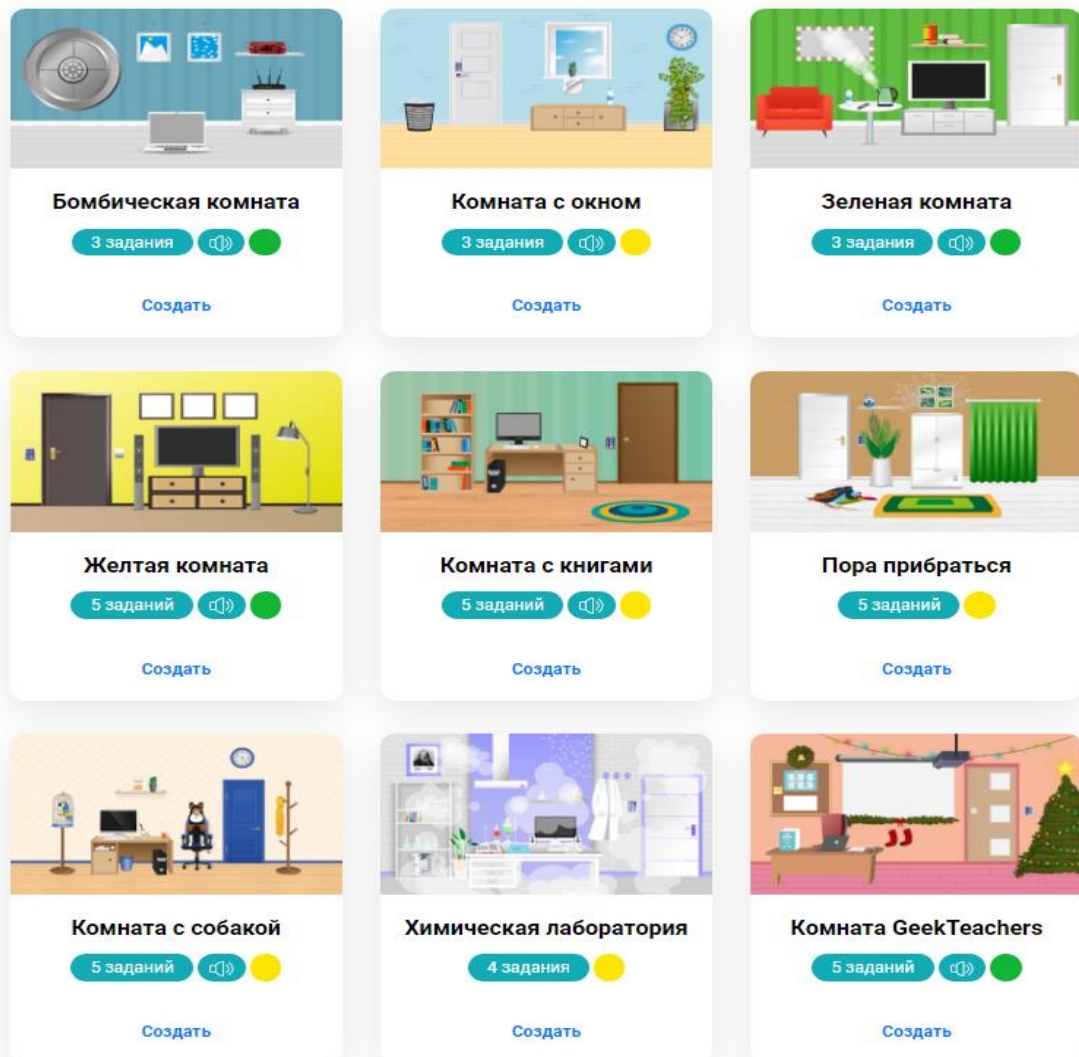 Бомбическая комната
3 задания
Создать
Комната с окном
3 задания
Создать
Зеленая комната
3 задания
Создать
Желтая комната
5 заданий
Создать
Комната с книгами
5 заданий
Создать
Пора прибраться
5 заданий
Создать
Комната с собакой
5 заданий
Создать
Химическая лаборатория
4 задания
Создать
Комната GeekTeachers
5 заданий
Создать